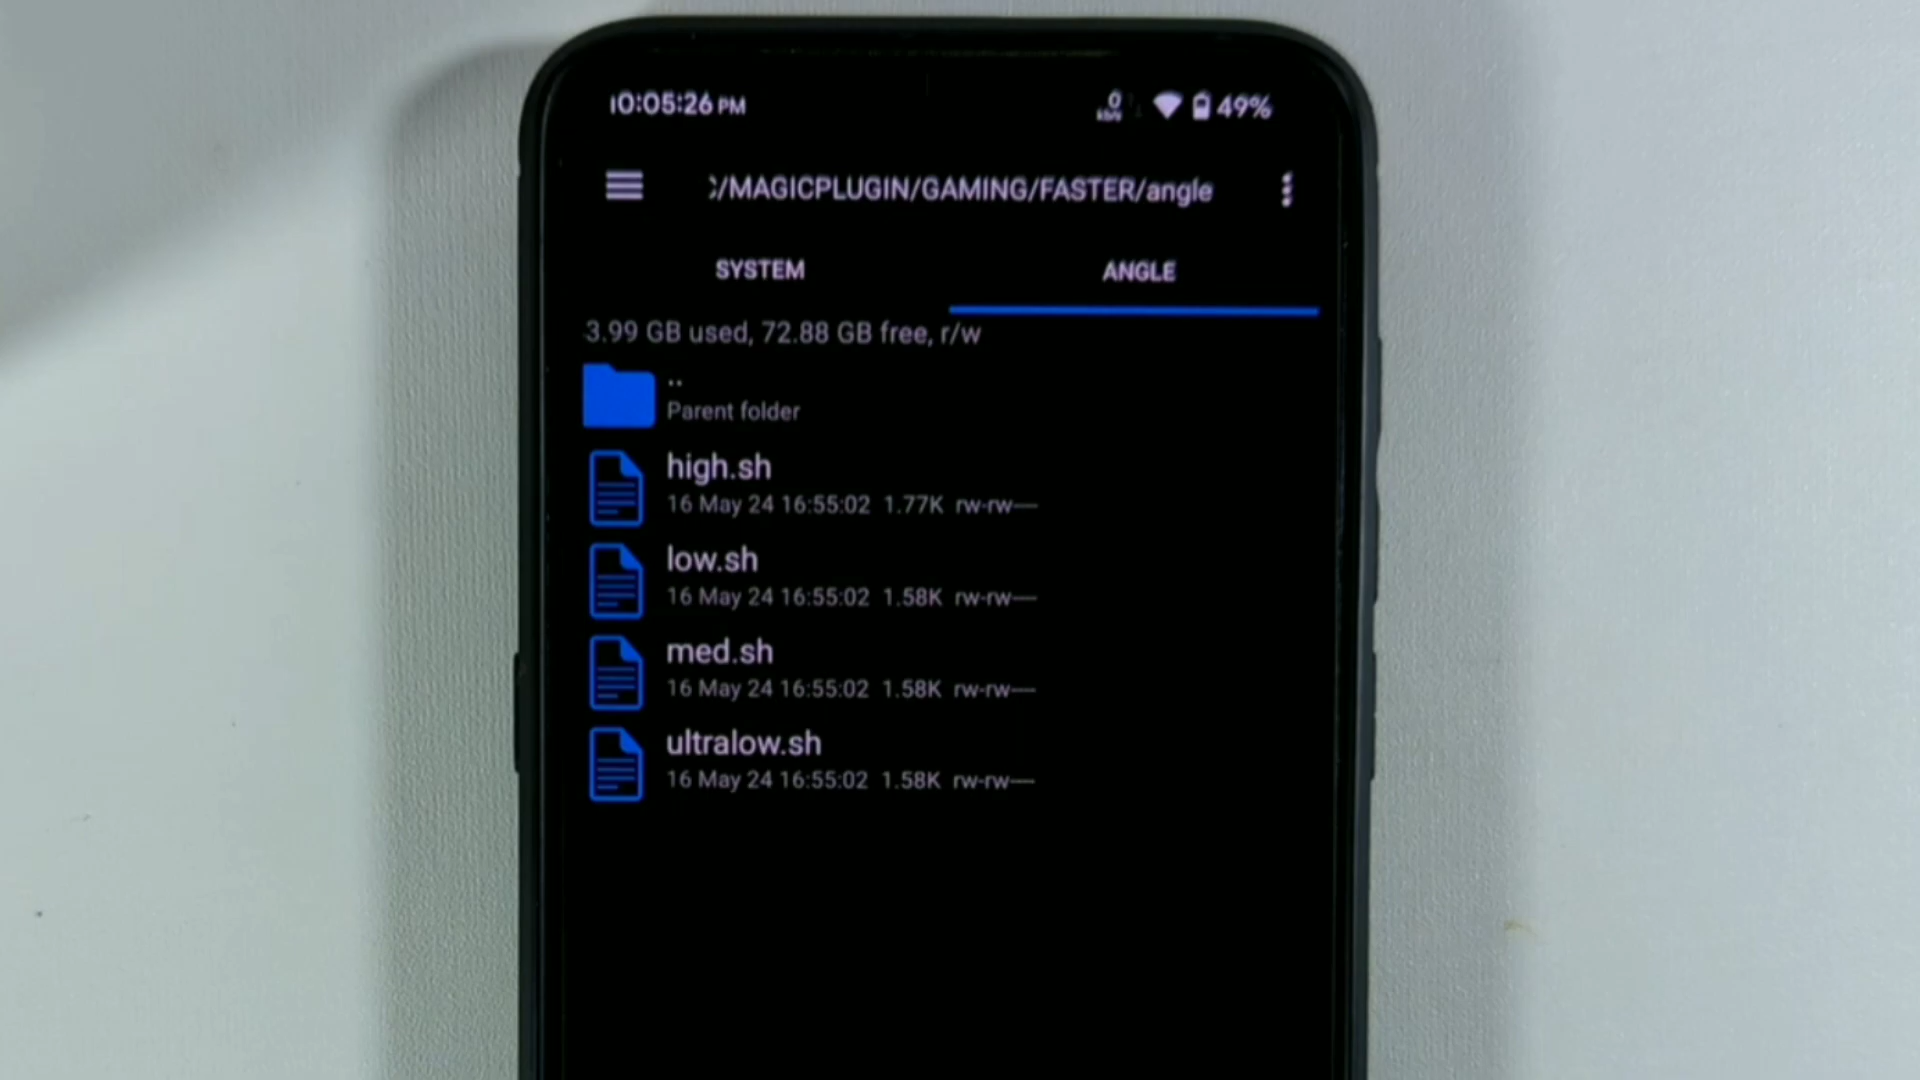 10:05:26 PM
0 kb/s
49%
:/MAGICPLUGIN/GAMING/FASTER/angle
SYSTEM
ANGLE
3.99 GB used, 72.88 GB free, r/w
..
Parent folder
high.sh
16 May 24 16:55:02 1.77K rw-rw----
low.sh
16 May 24 16:55:02 1.58K rw-rw----
med.sh
16 May 24 16:55:02 1.58K rw-rw----
ultralow.sh
16 May 24 16:55:02 1.58K rw-rw----